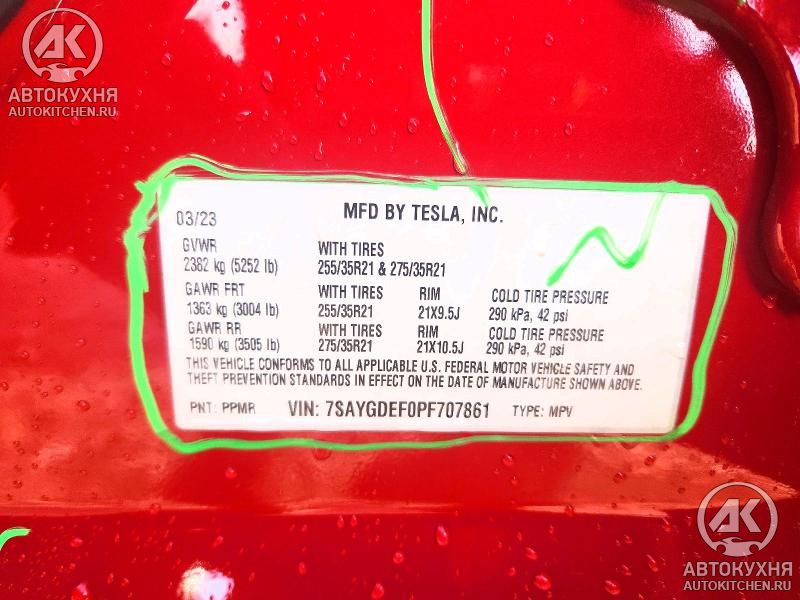 AK
АВТОКУХНЯ
AUTOKITCHEN.RU
03/23 MFD BY TESLA, INC.
GVWR WITH TIRES
2382 kg (5252 lb) 255/35R21 & 275/35R21
GAWR FRT WITH TIRES RIM COLD TIRE PRESSURE
1363 kg (3004 lb) 255/35R21 21X9.5J 290 kPa, 42 psi
GAWR RR WITH TIRES RIM COLD TIRE PRESSURE
1590 kg (3505 lb) 275/35R21 21X10.5J 290 kPa, 42 psi
THIS VEHICLE CONFORMS TO ALL APPLICABLE U.S. FEDERAL MOTOR VEHICLE SAFETY AND
THEFT PREVENTION STANDARDS IN EFFECT ON THE DATE OF MANUFACTURE SHOWN ABOVE.
PNT: PPMR VIN: 7SAYGDEF0PF707861 TYPE: MPV
AK
АВТОКУХНЯ
AUTOKITCHEN.RU